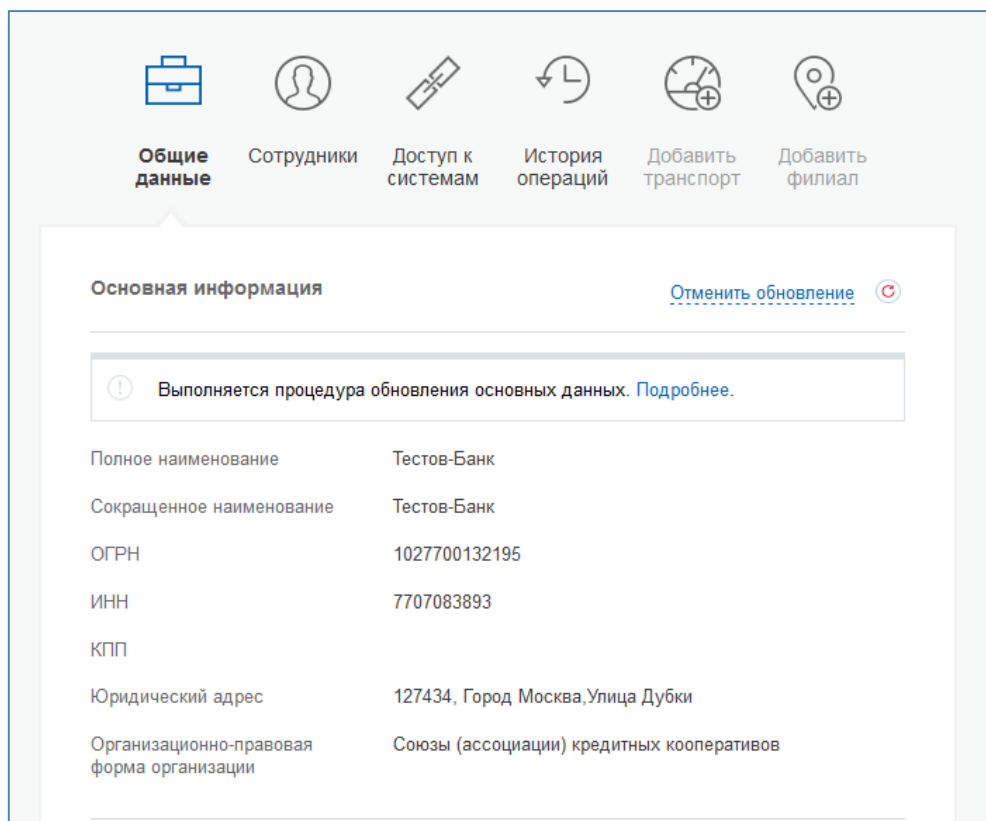 Общие данные
Сотрудники
Доступ к системам
История операций
Добавить транспорт
Добавить филиал
Основная информация
Отменить обновление
Выполняется процедура обновления основных данных. Подробнее.
Полное наименование Тестов-Банк
Сокращенное наименование Тестов-Банк
ОГРН 1027700132195
ИНН 7707083893
КПП
Юридический адрес 127434, Город Москва,Улица Дубки
Организационно-правовая Союзы (ассоциации) кредитных кооперативов
форма организации